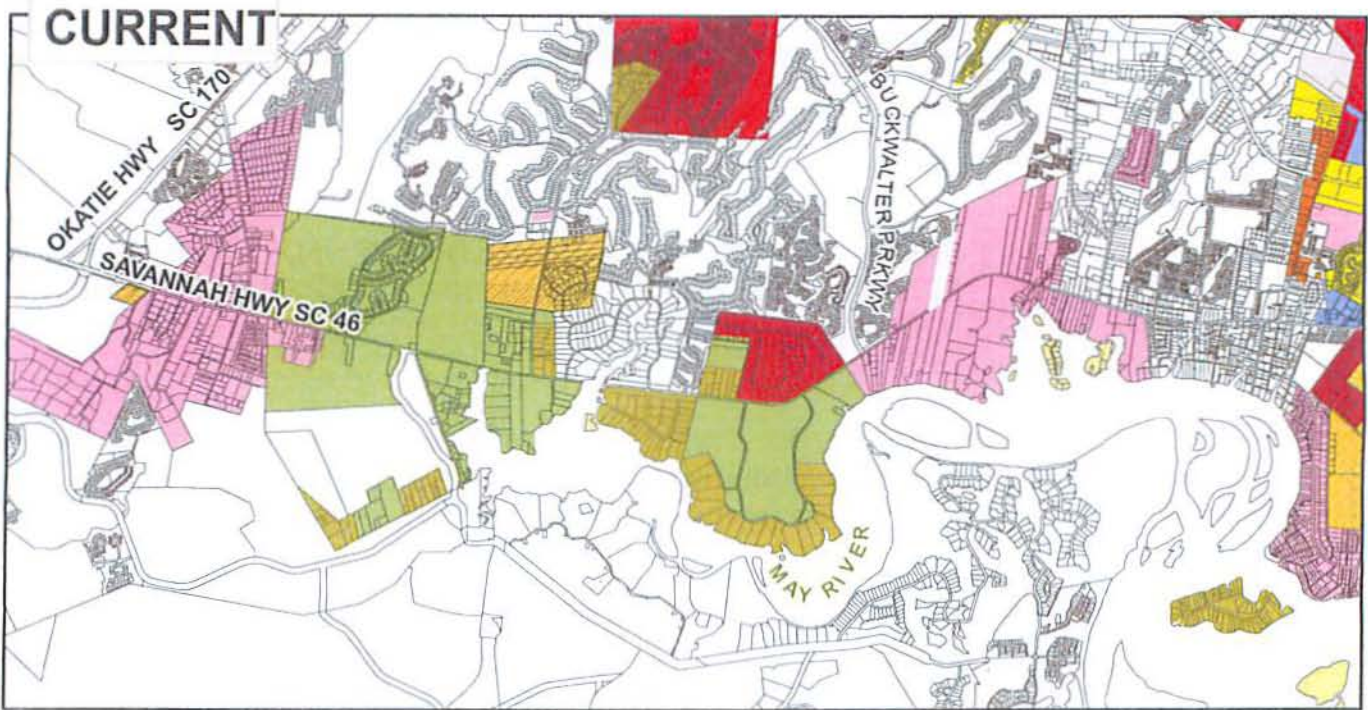 CURRENT
OKATIE HWY SC 170
SAVANNAH HWY SC 46
BUCKWALTER PRKWY
MAY RIVER